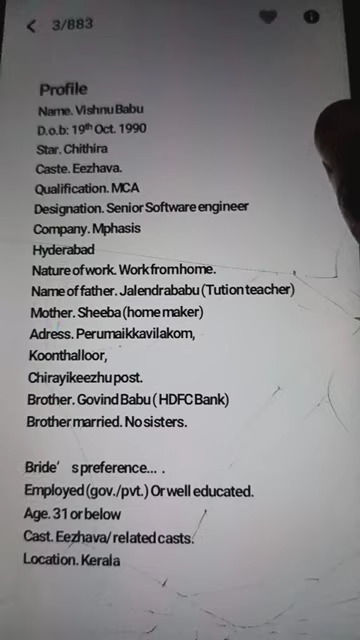 3/883
Profile
Name. Vishnu Babu
D.o.b: 19th Oct. 1990
Star. Chithira
Caste. Eezhava.
Qualification. MCA
Designation. Senior Software engineer
Company. Mphasis
Hyderabad
Nature of work. Work from home.
Name of father. Jalendrababu (Tution teacher)
Mother. Sheeba (home maker)
Adress. Perumaikkavilakom,
Koonthalloor,
Chirayikeezhu post.
Brother. Govind Babu ( HDFC Bank)
Brother married. No sisters.
Bride' s preference... .
Employed (gov./pvt.) Or well educated.
Age. 31 or below
Cast. Eezhava/ related casts.
Location. Kerala